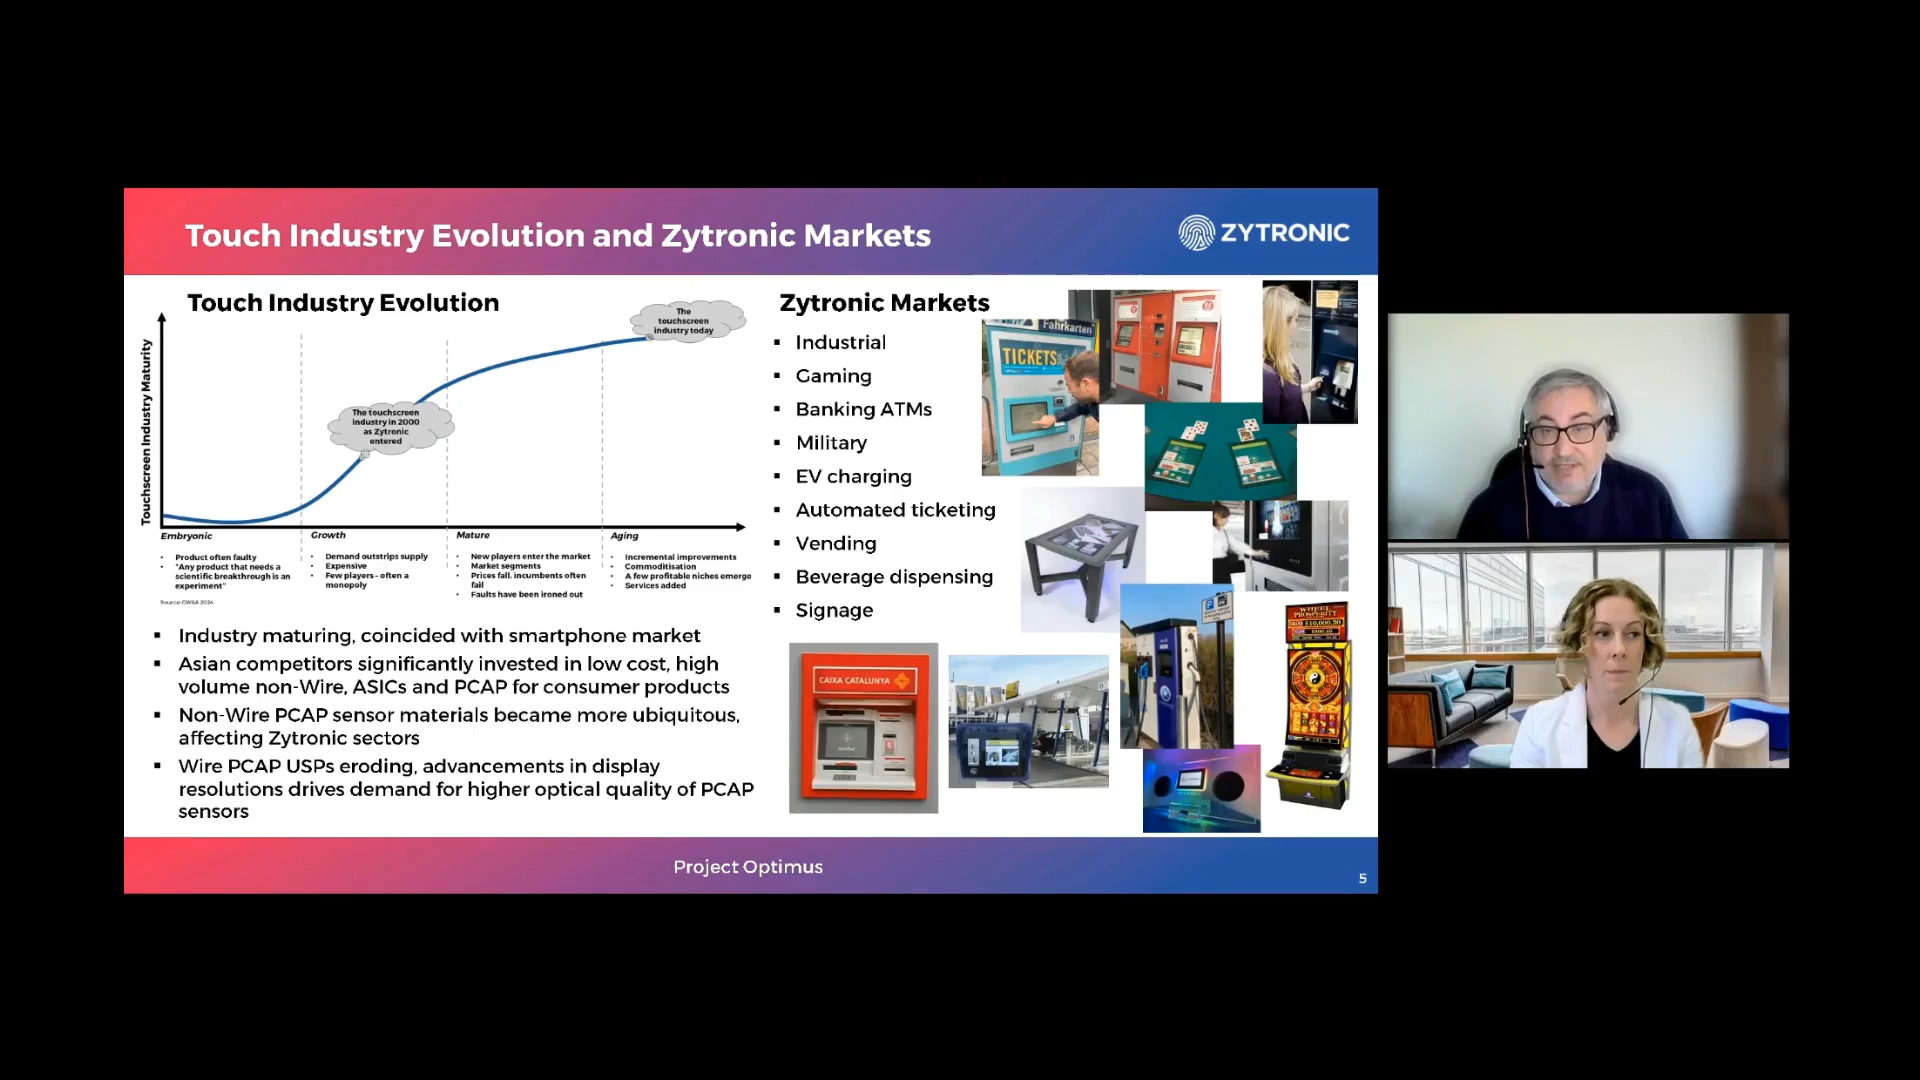 Touch Industry Evolution and Zytronic Markets
ZYTRONIC
Touch Industry Evolution
Touchscreen Industry Maturity
The
touchscreen
industry today
The touchscreen
industry in 2000
as Zytronic
entered
Embryonic
• Product often faulty
• "Any product that needs a
scientific breakthrough is an
experiment"
Growth
• Demand outstrips supply
• Expensive
• Few players - often a
monopoly
Mature
• New players enter the market
• Market segments
• Prices fall, incumbents often
fail
• Faults have been ironed out
Aging
• Incremental improvements
• Commoditisation
• A few profitable niches emerge
• Services added
Source: GWSA 2024
▪ Industry maturing, coincided with smartphone market
▪ Asian competitors significantly invested in low cost, high
volume non-Wire, ASICs and PCAP for consumer products
▪ Non-Wire PCAP sensor materials became more ubiquitous,
affecting Zytronic sectors
▪ Wire PCAP USPs eroding, advancements in display
resolutions drives demand for higher optical quality of PCAP
sensors
Zytronic Markets
▪ Industrial
▪ Gaming
▪ Banking ATMs
▪ Military
▪ EV charging
▪ Automated ticketing
▪ Vending
▪ Beverage dispensing
▪ Signage
Fahrkarten
TICKETS
CAIXA CATALUNYA
WHEEL
PROSPERITY
Project Optimus
5